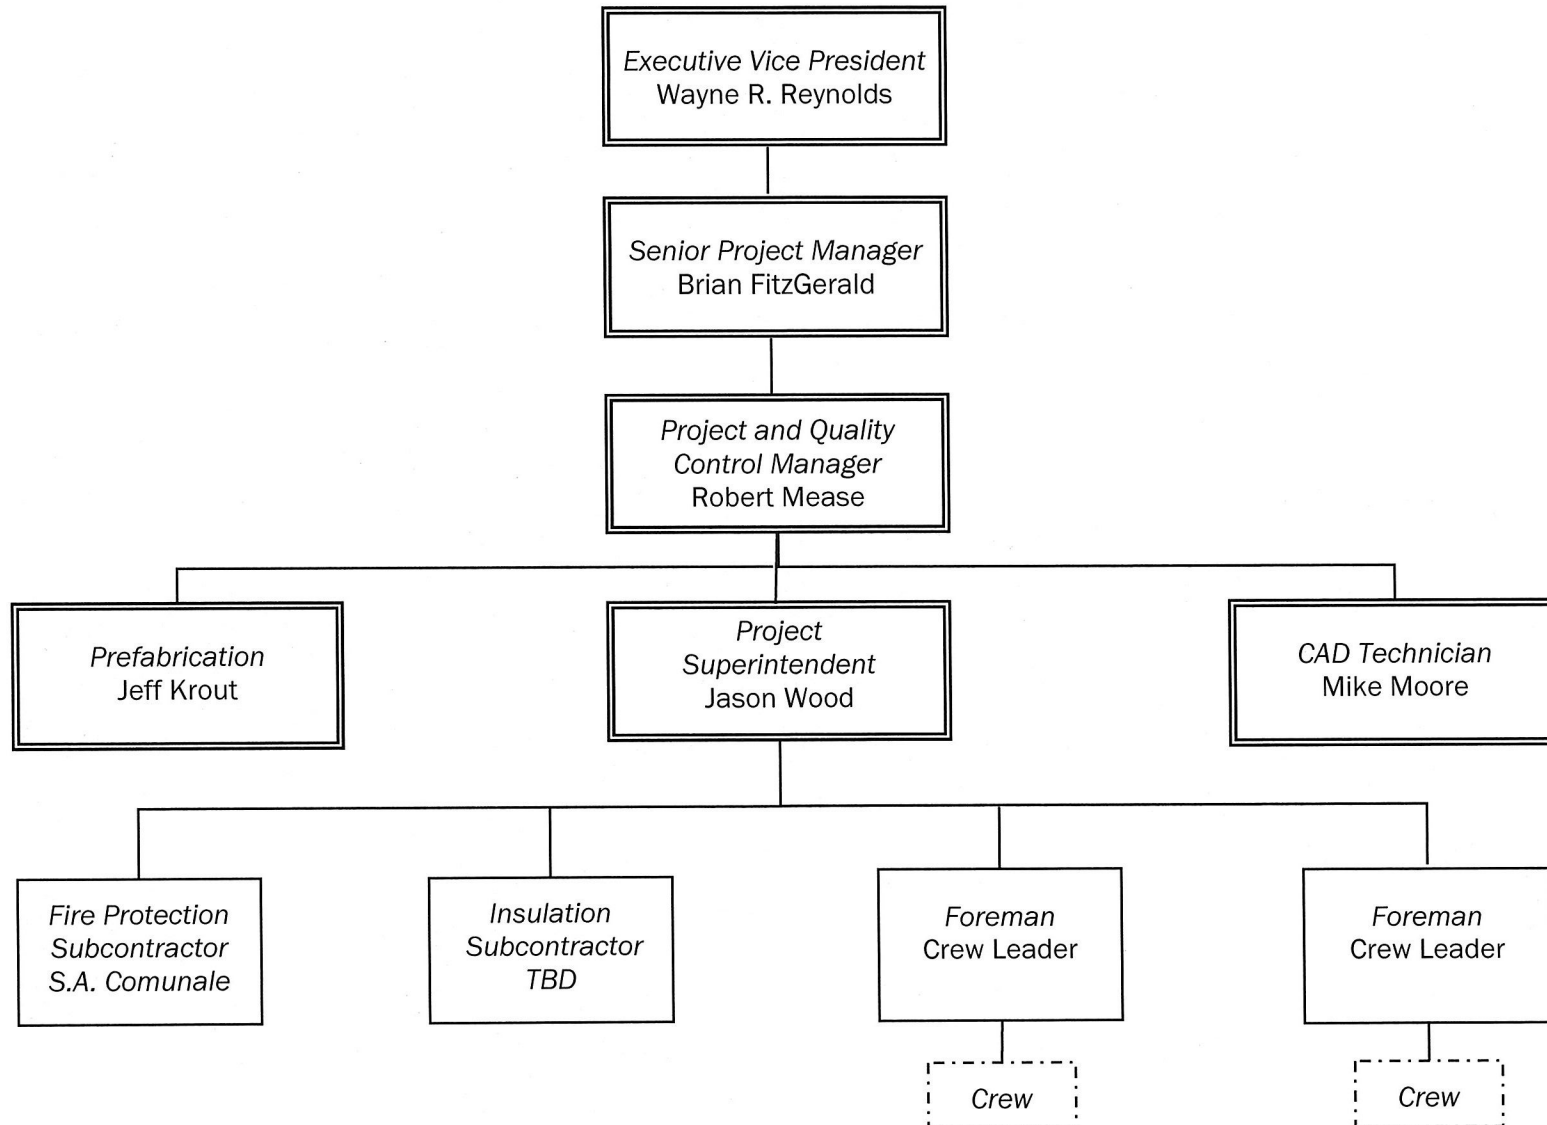 Executive Vice President
Wayne R. Reynolds
Senior Project Manager
Brian FitzGerald
Project and Quality
Control Manager
Robert Mease
Prefabrication
Jeff Krout
Project
Superintendent
Jason Wood
CAD Technician
Mike Moore
Fire Protection
Subcontractor
S.A. Comunale
Insulation
Subcontractor
TBD
Foreman
Crew Leader
Foreman
Crew Leader
Crew
Crew